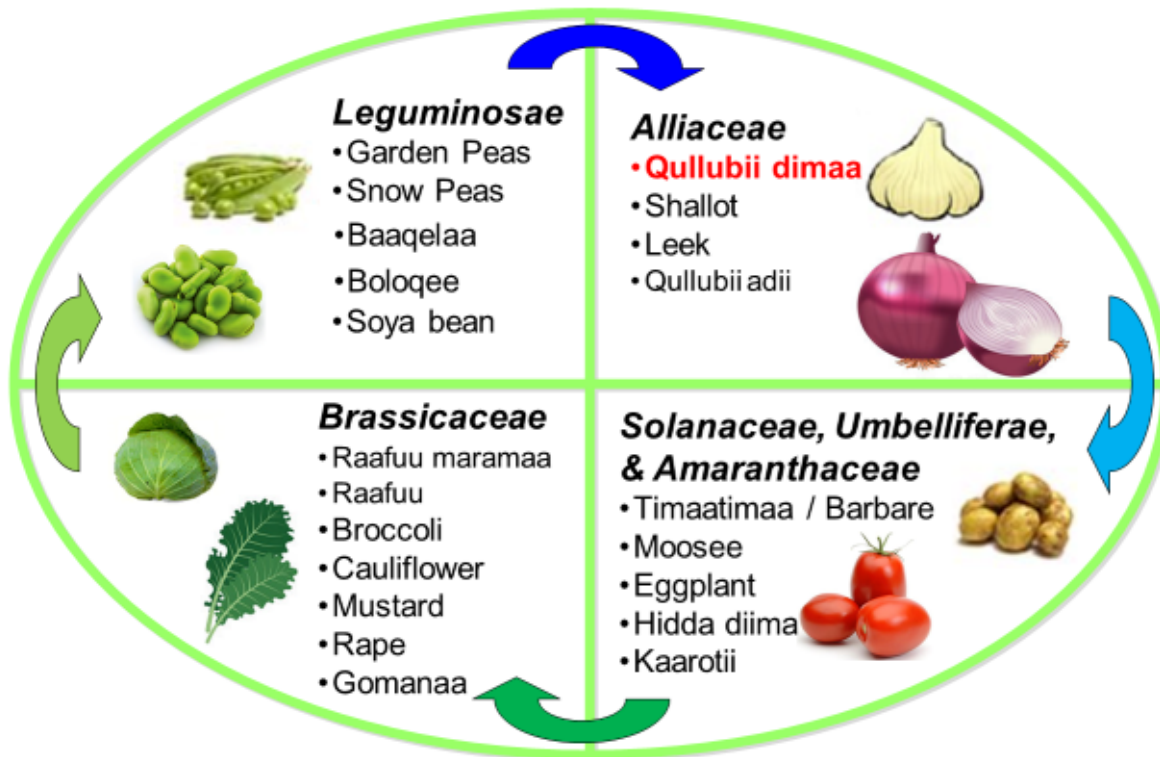 Leguminosae
•Garden Peas
•Snow Peas
•Baaqelaa
•Boloqee
•Soya bean
Alliaceae
•Qullubii dimaa
•Shallot
•Leek
•Qullubii adii
Brassicaceae
•Raafuu maramaa
•Raafuu
•Broccoli
•Cauliflower
•Mustard
•Rape
•Gomanaa
Solanaceae, Umbelliferae,
& Amaranthaceae
•Timaatimaa / Barbare
•Moosee
•Eggplant
•Hidda diima
•Kaarotii